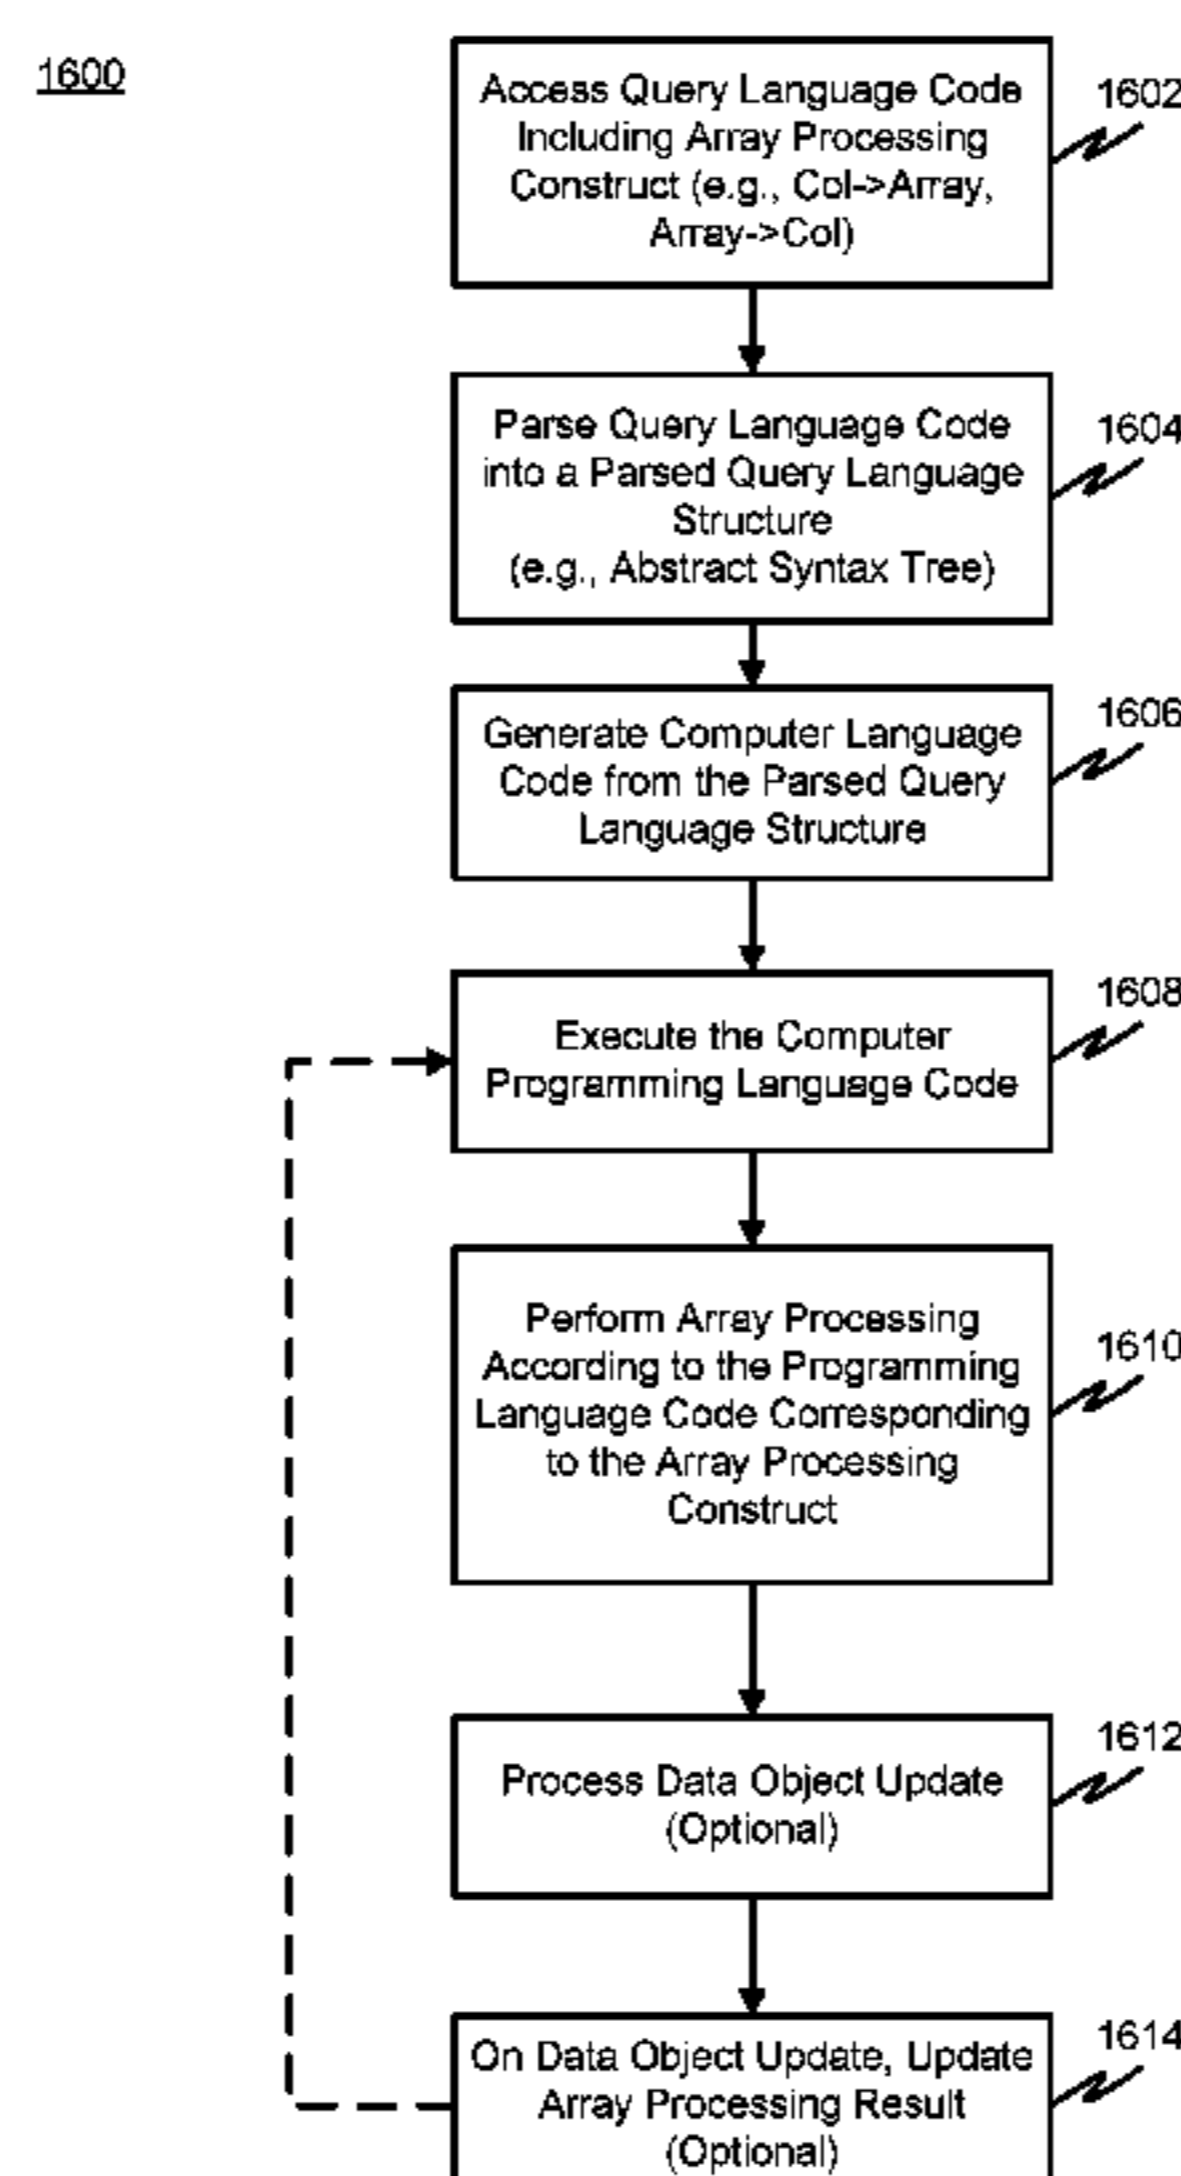 1600
Access Query Language Code
Including Array Processing
Construct (e.g., Col->Array,
Array->Col)
1602
Parse Query Language Code
into a Parsed Query Language
Structure
(e.g., Abstract Syntax Tree)
1604
Generate Computer Language
Code from the Parsed Query
Language Structure
1606
Execute the Computer
Programming Language Code
1608
Perform Array Processing
According to the Programming
Language Code Corresponding
to the Array Processing
Construct
1610
Process Data Object Update
(Optional)
1612
On Data Object Update, Update
Array Processing Result
(Optional)
1614